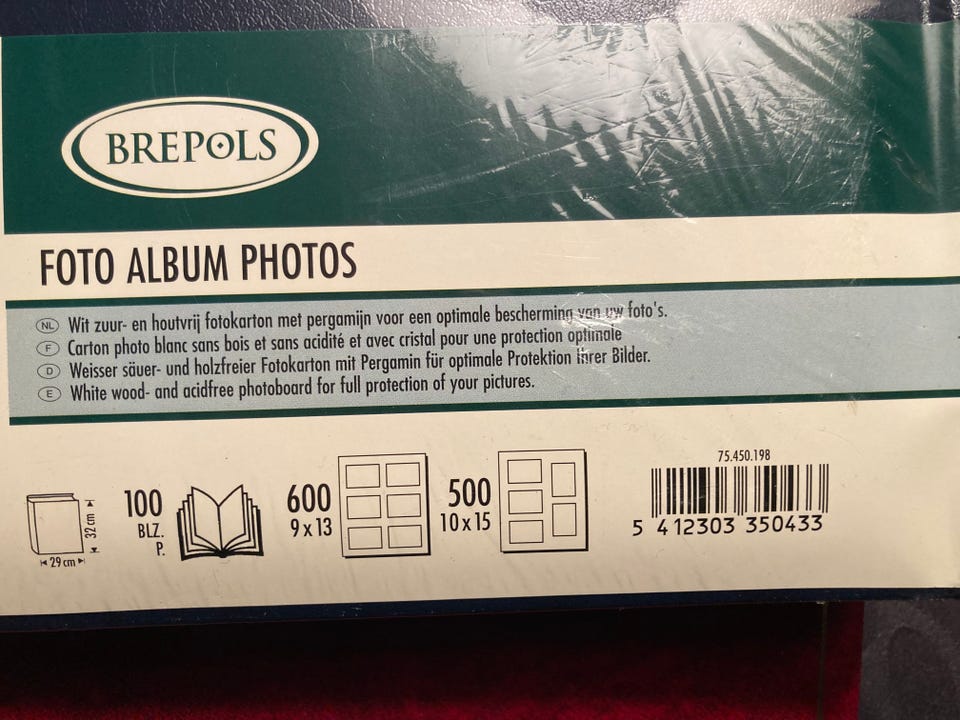 BREPOLS
FOTO ALBUM PHOTOS
NL Wit zuur- en houtvrij fotokarton met pergamijn voor een optimale bescherming van uw foto's.
F Carton photo blanc sans bois et sans acidité et avec cristal pour une protection optimale
D Weisser säuer- und holzfreier Fotokarton mit Pergamin für optimale Protektion Ihrer Bilder.
E White wood- and acidfree photoboard for full protection of your pictures.
32 cm
29 cm
100
BLZ.
P.
600
9 x 13
500
10 x 15
75.450.198
5 412303 350433